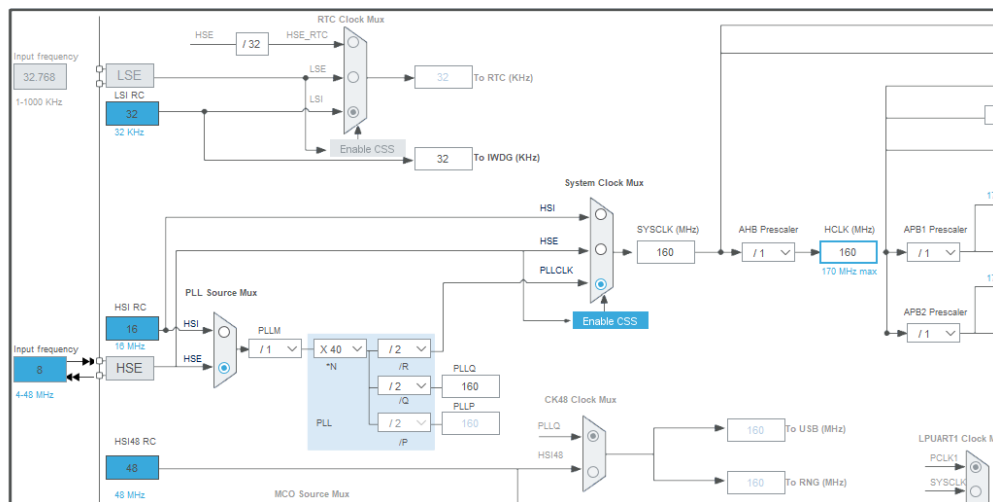 RTC Clock Mux
HSE
/ 32
HSE_RTC
Input frequency
32.768
1-1000 KHz
LSE
LSE
32
To RTC (KHz)
LSI RC
32
32 KHz
LSI
Enable CSS
32
To IWDG (KHz)
System Clock Mux
HSI
HSE
PLLCLK
SYSCLK (MHz)
160
AHB Prescaler
/ 1
HCLK (MHz)
160
170 MHz max
APB1 Prescaler
/ 1
17
Enable CSS
PLL Source Mux
HSI RC
16
16 MHz
HSI
HSE
PLLM
/ 1
X 40
*N
/ 2
/R
/ 2
/Q
/ 2
/P
PLL
PLLQ
160
PLLP
160
17
APB2 Prescaler
/ 1
Input frequency
8
4-48 MHz
HSE
HSI48 RC
48
48 MHz
CK48 Clock Mux
PLLQ
HSI48
160
To USB (MHz)
160
To RNG (MHz)
LPUART1 Clock M
PCLK1
SYSCLK
MCO Source Mux